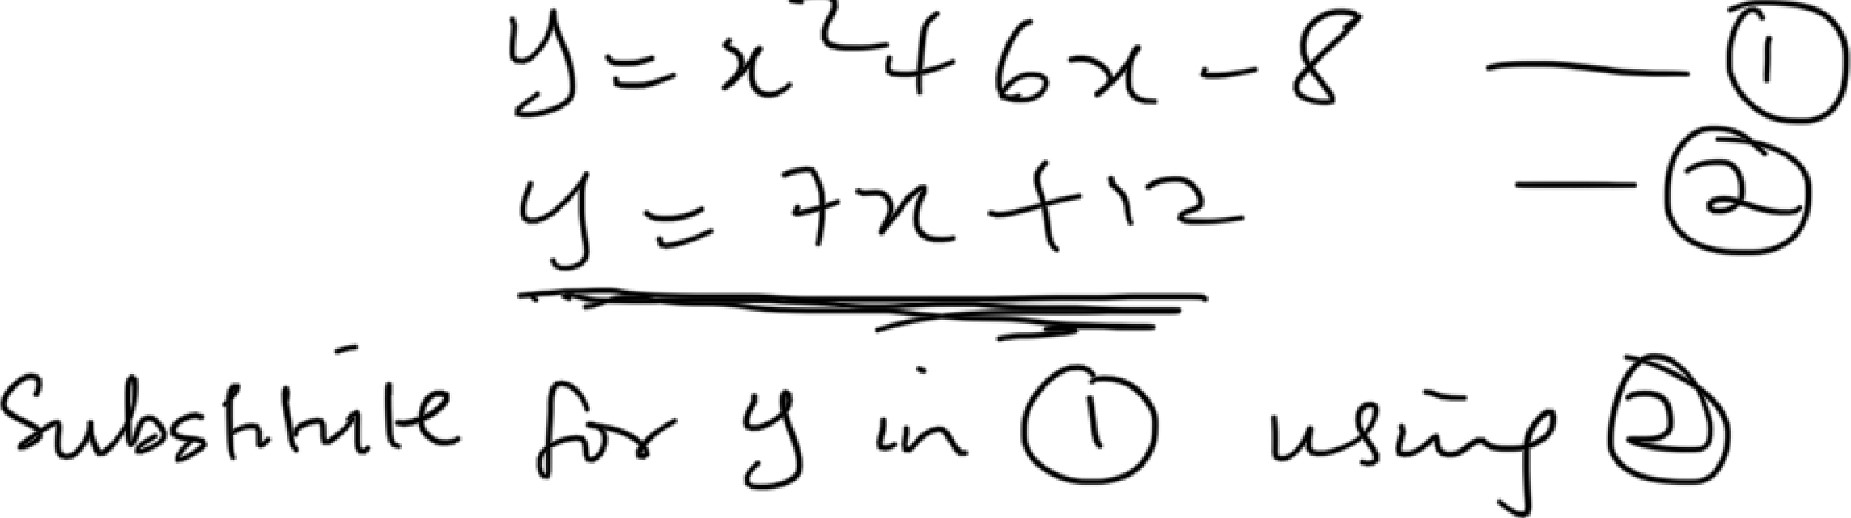 y = x² + 6x - 8 — ①
y = 7x + 12 — ②
Substitute for y in ① using ②